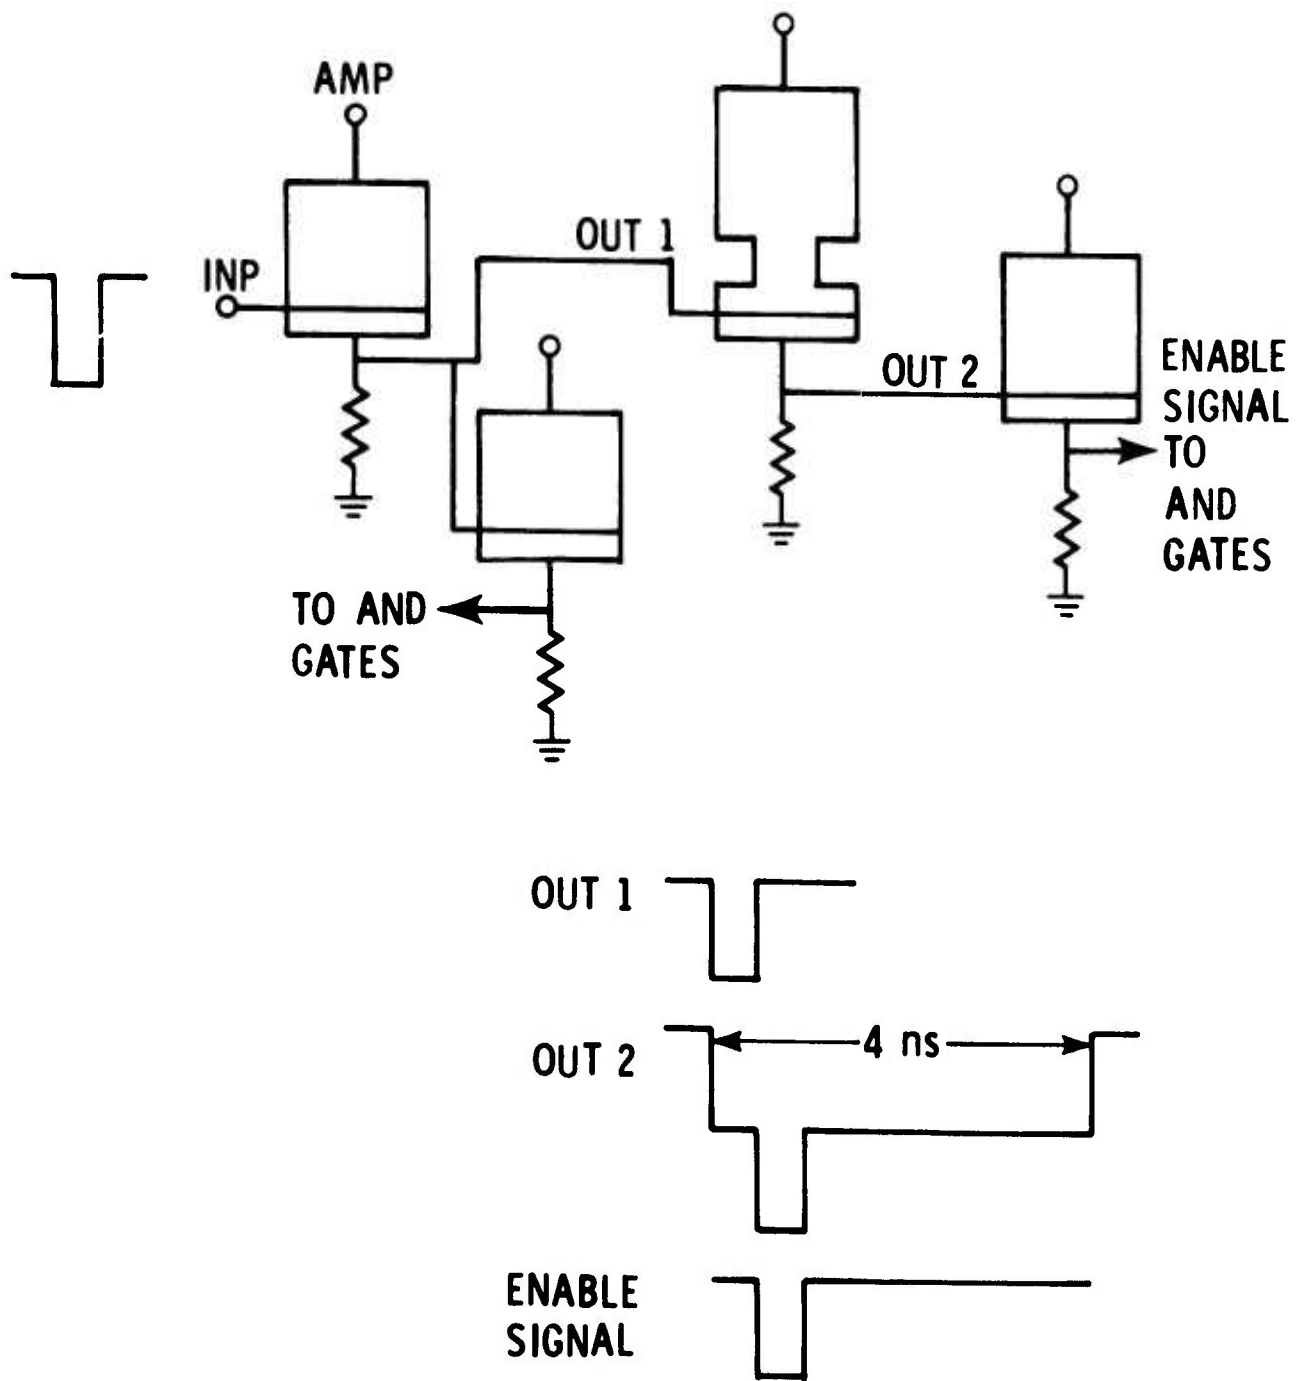 AMP
INP
OUT 1
OUT 2
ENABLE
SIGNAL
TO
AND
GATES
TO AND
GATES
OUT 1
OUT 2
4 ns
ENABLE
SIGNAL